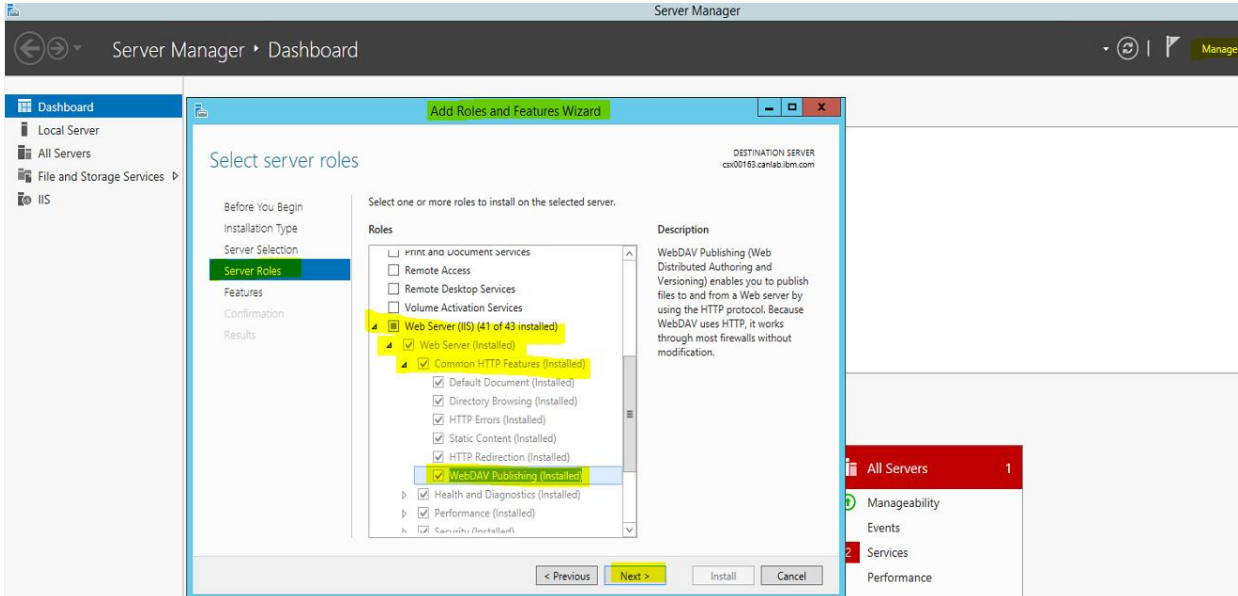 Server Manager
Server Manager • Dashboard
Manage
Dashboard
Local Server
All Servers
File and Storage Services
IIS
Add Roles and Features Wizard
Select server roles
DESTINATION SERVER
csx00163.canlab.ibm.com
Before You Begin
Installation Type
Server Selection
Server Roles
Features
Confirmation
Results
Select one or more roles to install on the selected server.
Roles
Print and Document Services
Remote Access
Remote Desktop Services
Volume Activation Services
Web Server (IIS) (41 of 43 installed)
Web Server (Installed)
Common HTTP Features (Installed)
Default Document (Installed)
Directory Browsing (Installed)
HTTP Errors (Installed)
Static Content (Installed)
HTTP Redirection (Installed)
WebDAV Publishing (Installed)
Health and Diagnostics (Installed)
Performance (Installed)
Security (Installed)
Description
WebDAV Publishing (Web
Distributed Authoring and
Versioning) enables you to publish
files to and from a Web server by
using the HTTP protocol. Because
WebDAV uses HTTP, it works
through most firewalls without
modification.
< Previous
Next >
Install
Cancel
All Servers 1
Manageability
Events
2 Services
Performance